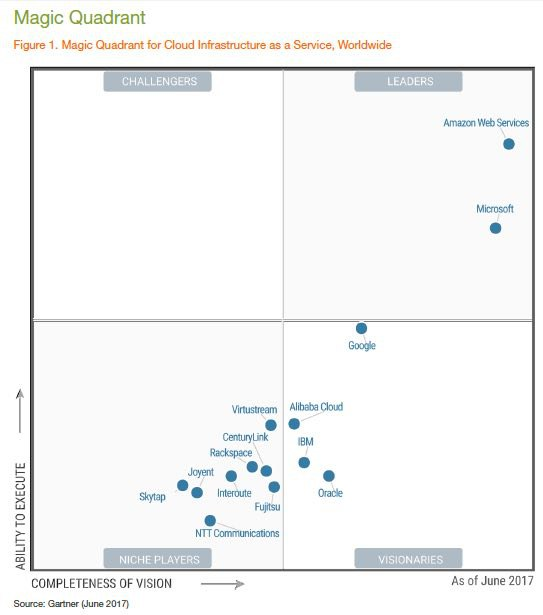 Magic Quadrant
Figure 1. Magic Quadrant for Cloud Infrastructure as a Service, Worldwide
CHALLENGERS
LEADERS
Amazon Web Services
Microsoft
Google
Virtustream
Alibaba Cloud
CenturyLink
IBM
Rackspace
Joyent
Skytap
Interoute
Oracle
Fujitsu
NTT Communications
ABILITY TO EXECUTE
NICHE PLAYERS
VISIONARIES
COMPLETENESS OF VISION
As of June 2017
Source: Gartner (June 2017)